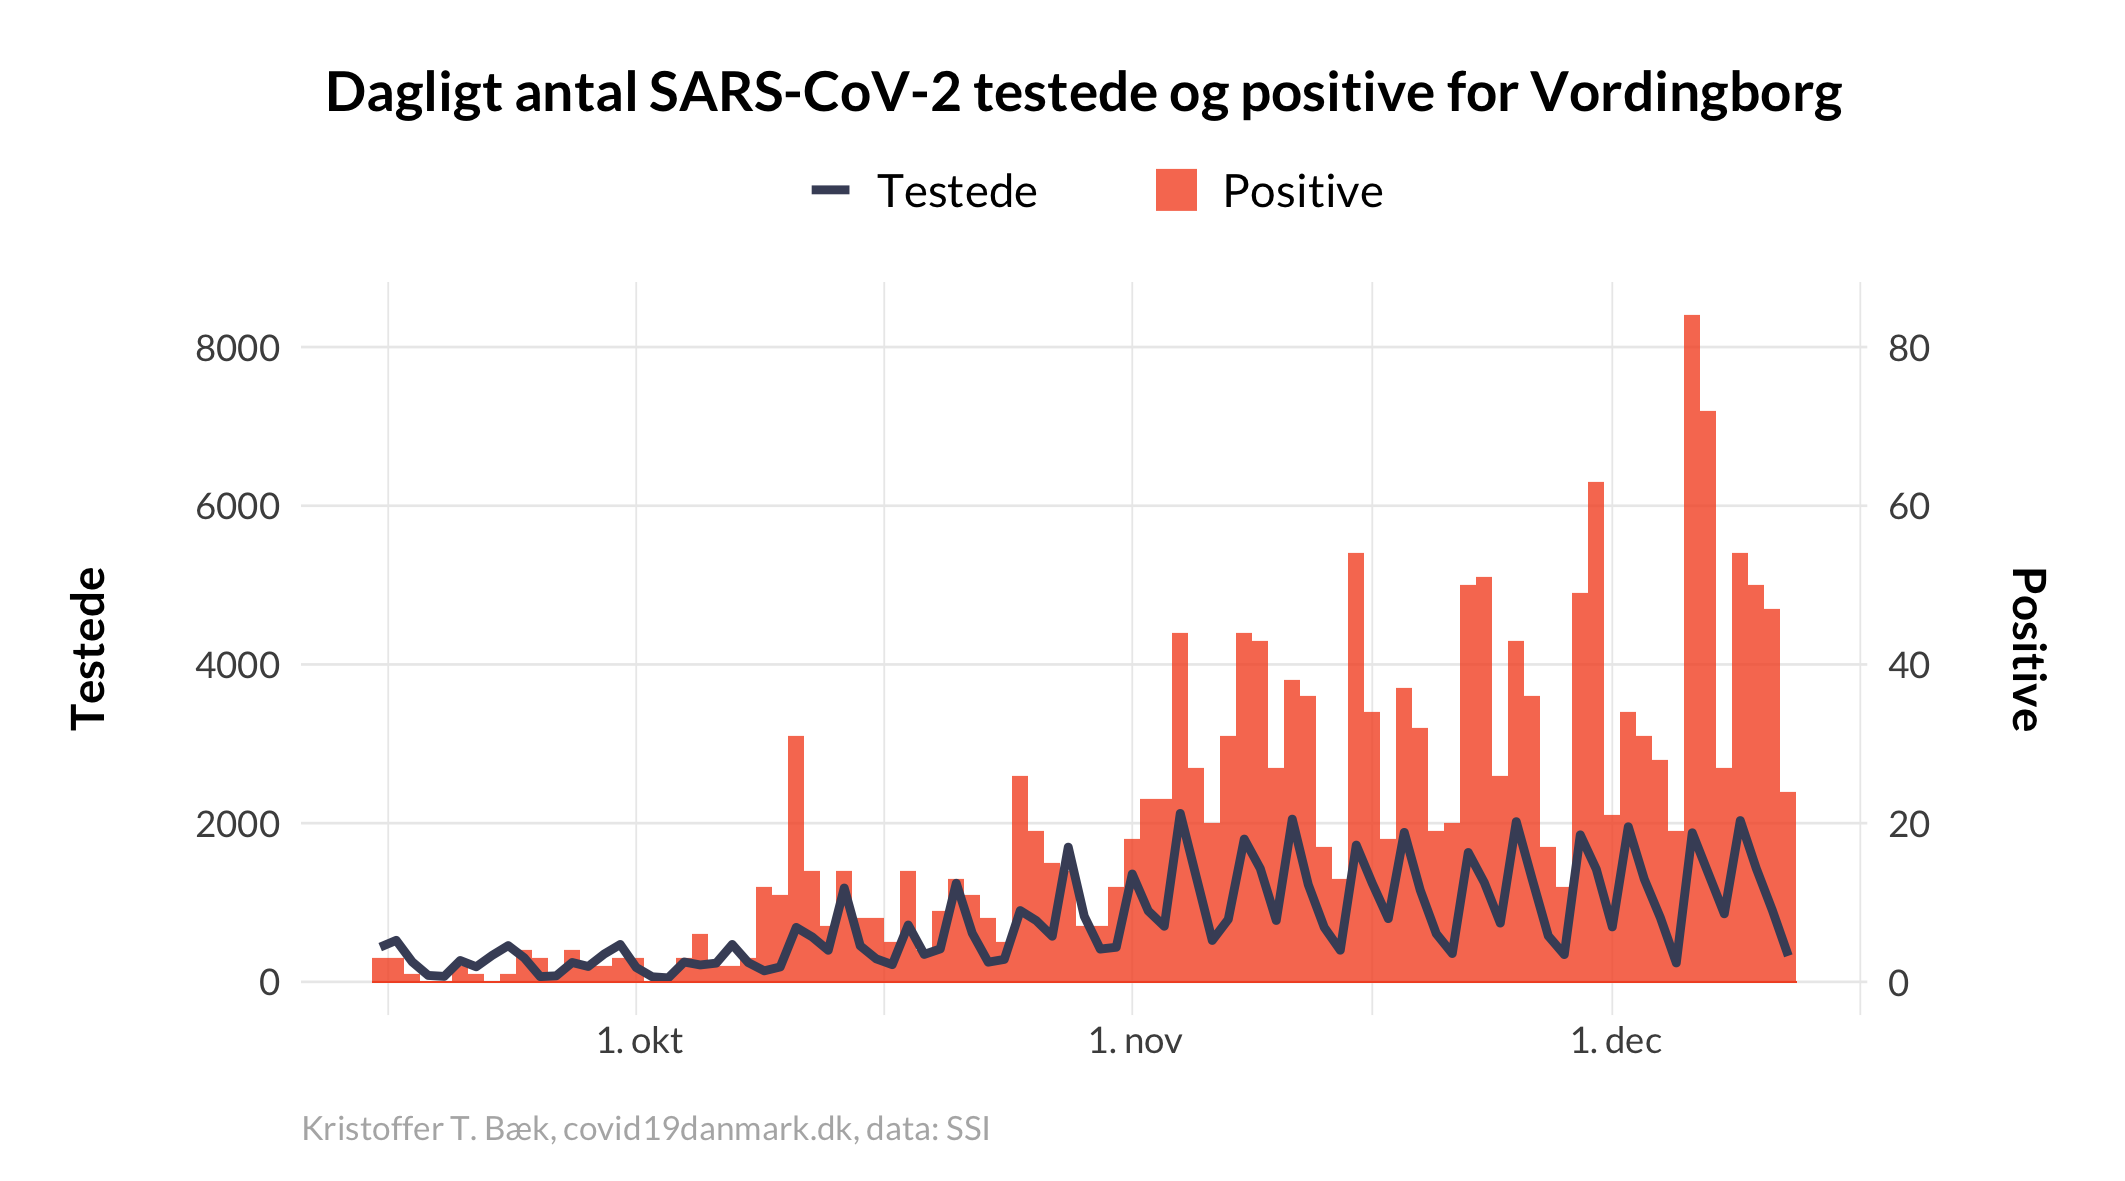 Dagligt antal SARS-CoV-2 testede og positive for Vordingborg
Testede
Positive
8000
6000
4000
2000
0
80
60
40
20
0
Testede
Positive
1. okt
1. nov
1. dec
Kristoffer T. Bæk, covid19danmark.dk, data: SSI